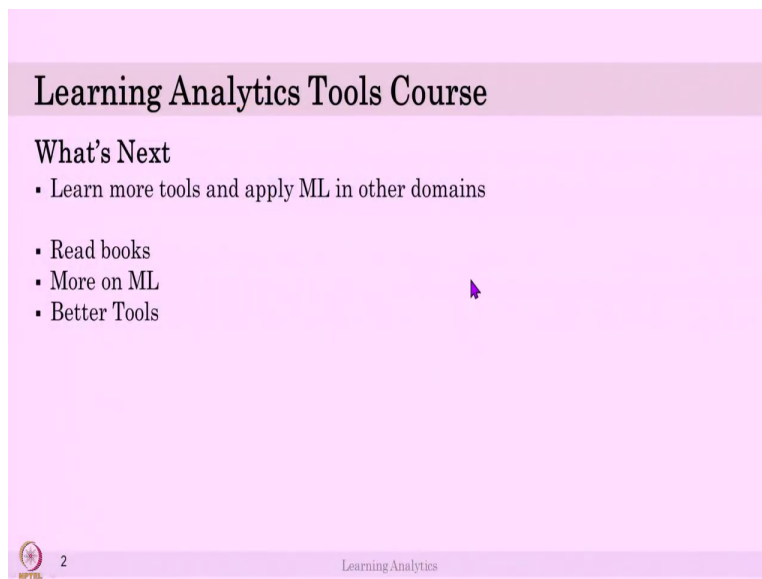 Learning Analytics Tools Course
What's Next
▪ Learn more tools and apply ML in other domains
▪ Read books
▪ More on ML
▪ Better Tools
NPTEL
2
Learning Analytics